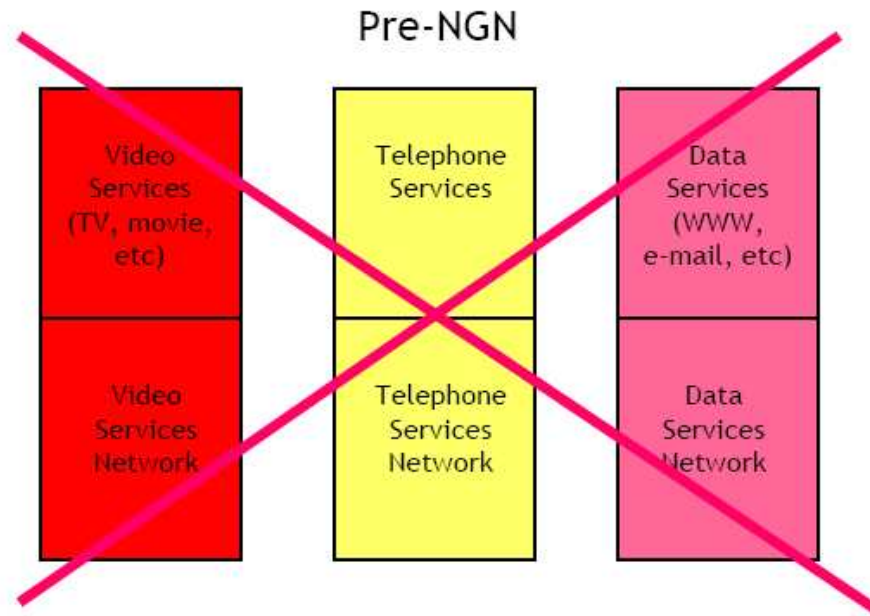 Pre-NGN
Video
Services
(TV, movie,
etc)
Telephone
Services
Data
Services
(WWW,
e-mail, etc)
Video
Services
Network
Telephone
Services
Network
Data
Services
Network